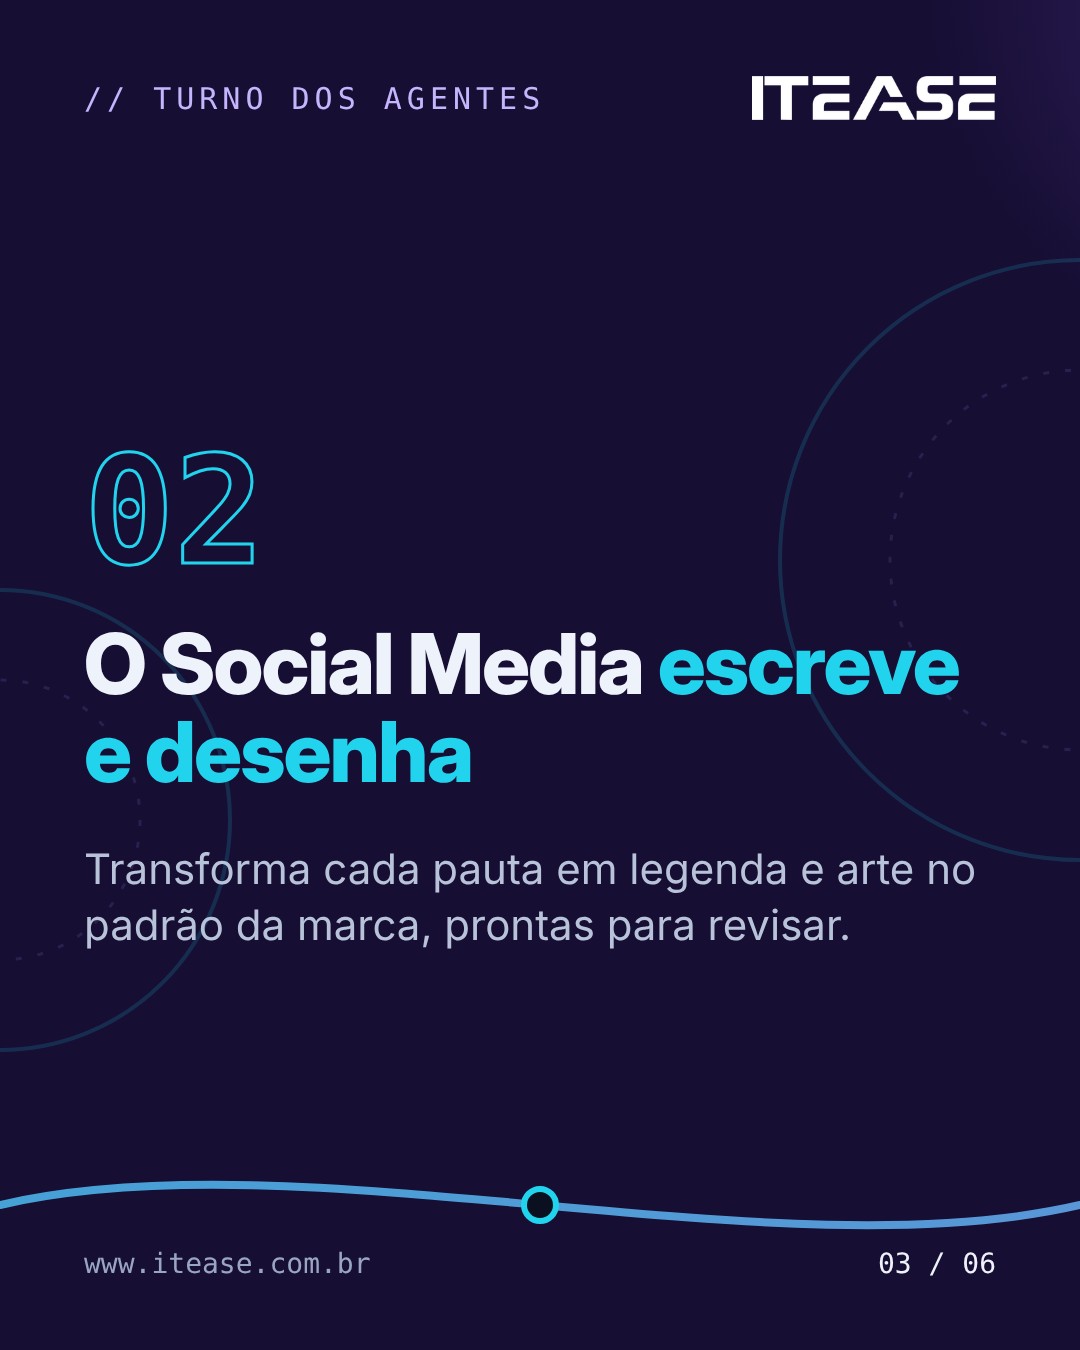 // TURNO DOS AGENTES
ITEASE
02
O Social Media escreve
e desenha
Transforma cada pauta em legenda e arte no
padrão da marca, prontas para revisar.
www.itease.com.br
03 / 06